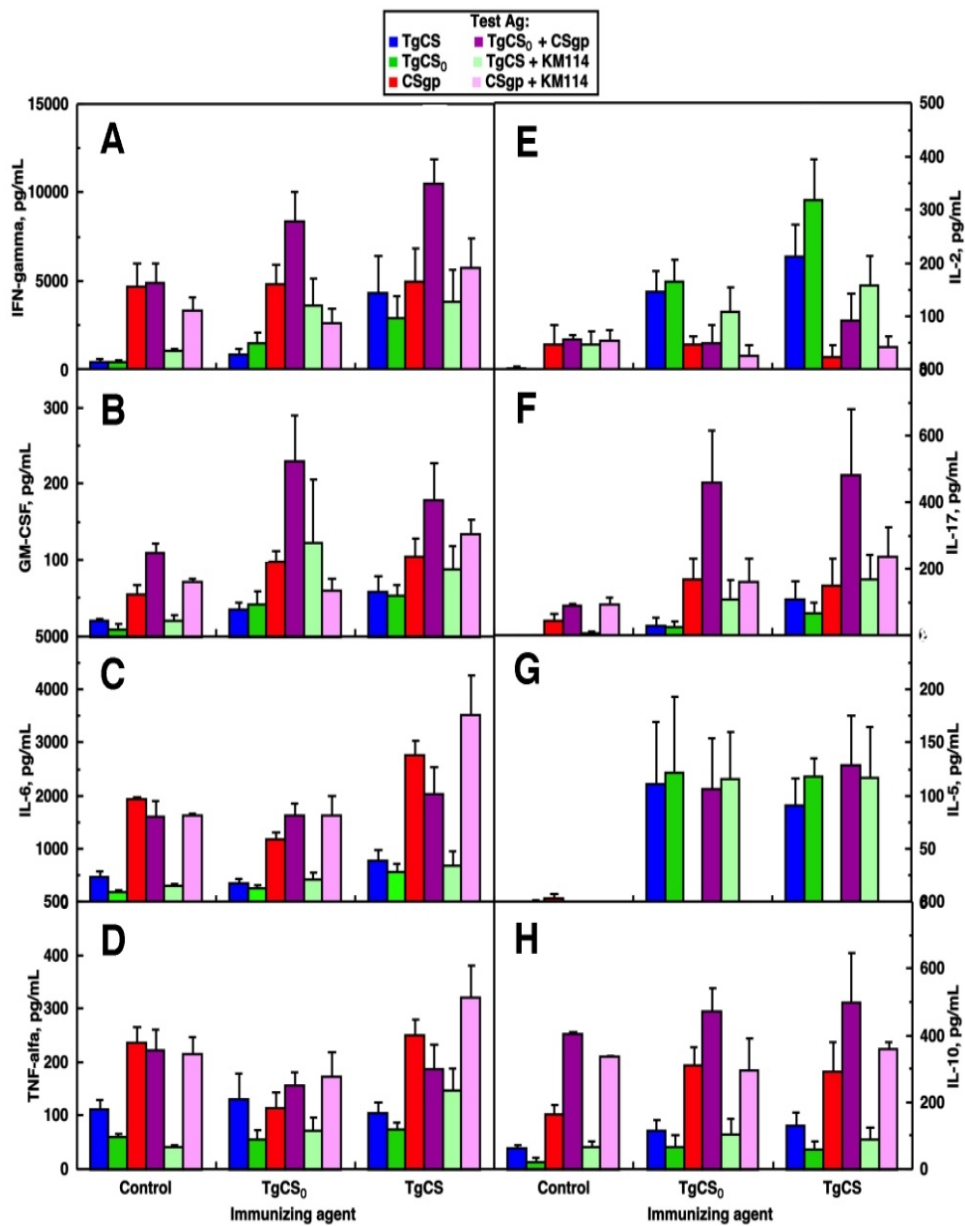 Test Ag:
TgCS TgCS₀ + CSgp
TgCS₀ TgCS + KM114
CSgp CSgp + KM114
A
IFN-gamma, pg/mL
15000
10000
5000
0
E
IL-2, pg/mL
500
400
300
200
100
B
GM-CSF, pg/mL
300
200
100
F
IL-17, pg/mL
800
600
400
200
C
IL-6, pg/mL
5000
4000
3000
2000
1000
G
IL-5, pg/mL
200
150
100
50
D
TNF-alfa, pg/mL
500
400
300
200
100
0
H
IL-10, pg/mL
600
400
200
0
Control TgCS₀ TgCS
Immunizing agent
Control TgCS₀ TgCS
Immunizing agent